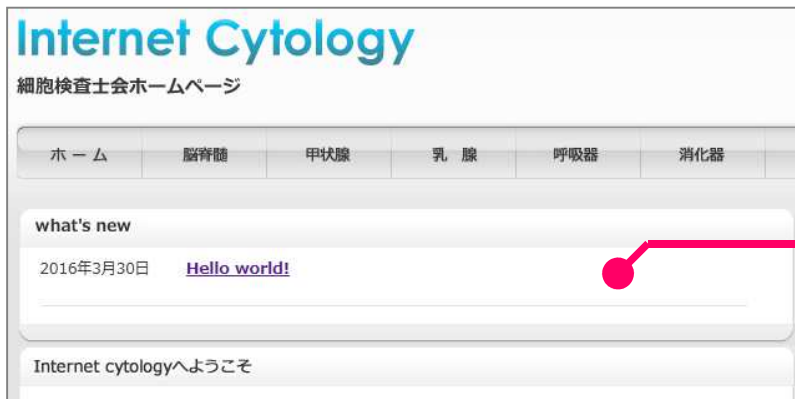 Internet Cytology
細胞検査士会ホームページ
ホ ー ム 脳脊髄 甲状腺 乳 腺 呼吸器 消化器
what's new
2016年3月30日 Hello world!
Internet cytologyへようこそ